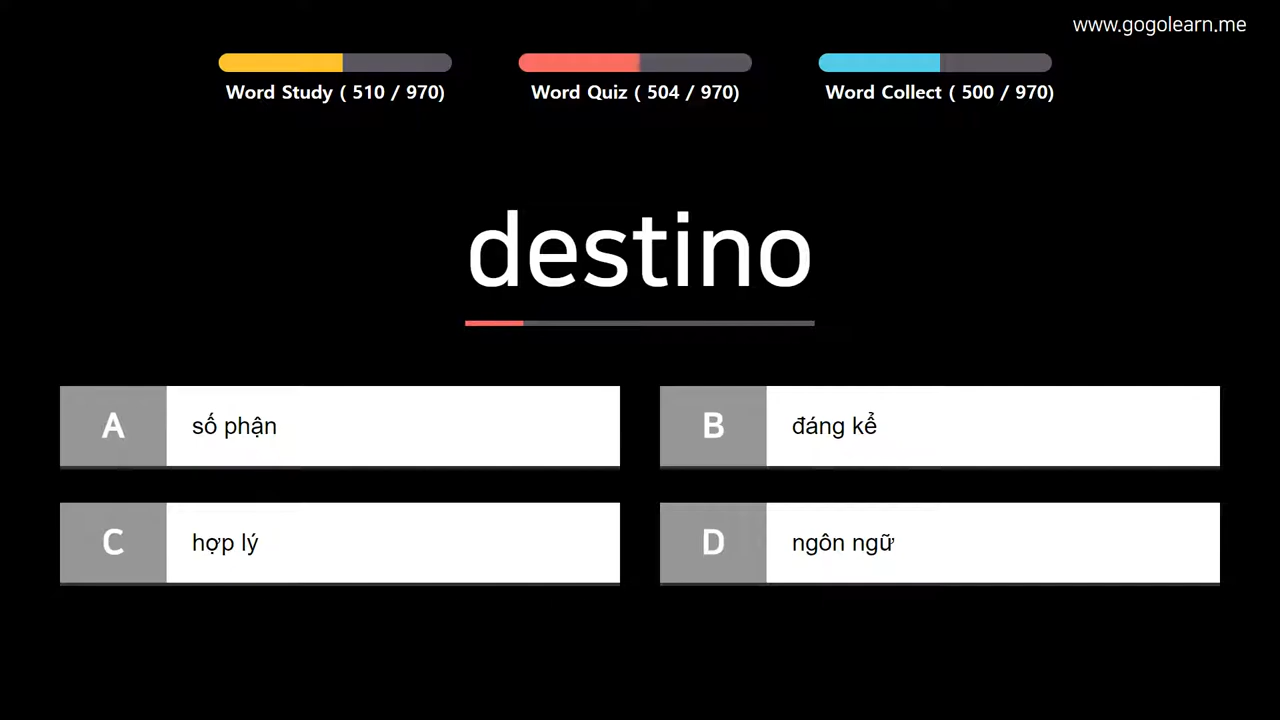 www.gogolearn.me
Word Study ( 510 / 970)
Word Quiz ( 504 / 970)
Word Collect ( 500 / 970)
destino
A số phận
B đáng kể
C hợp lý
D ngôn ngữ